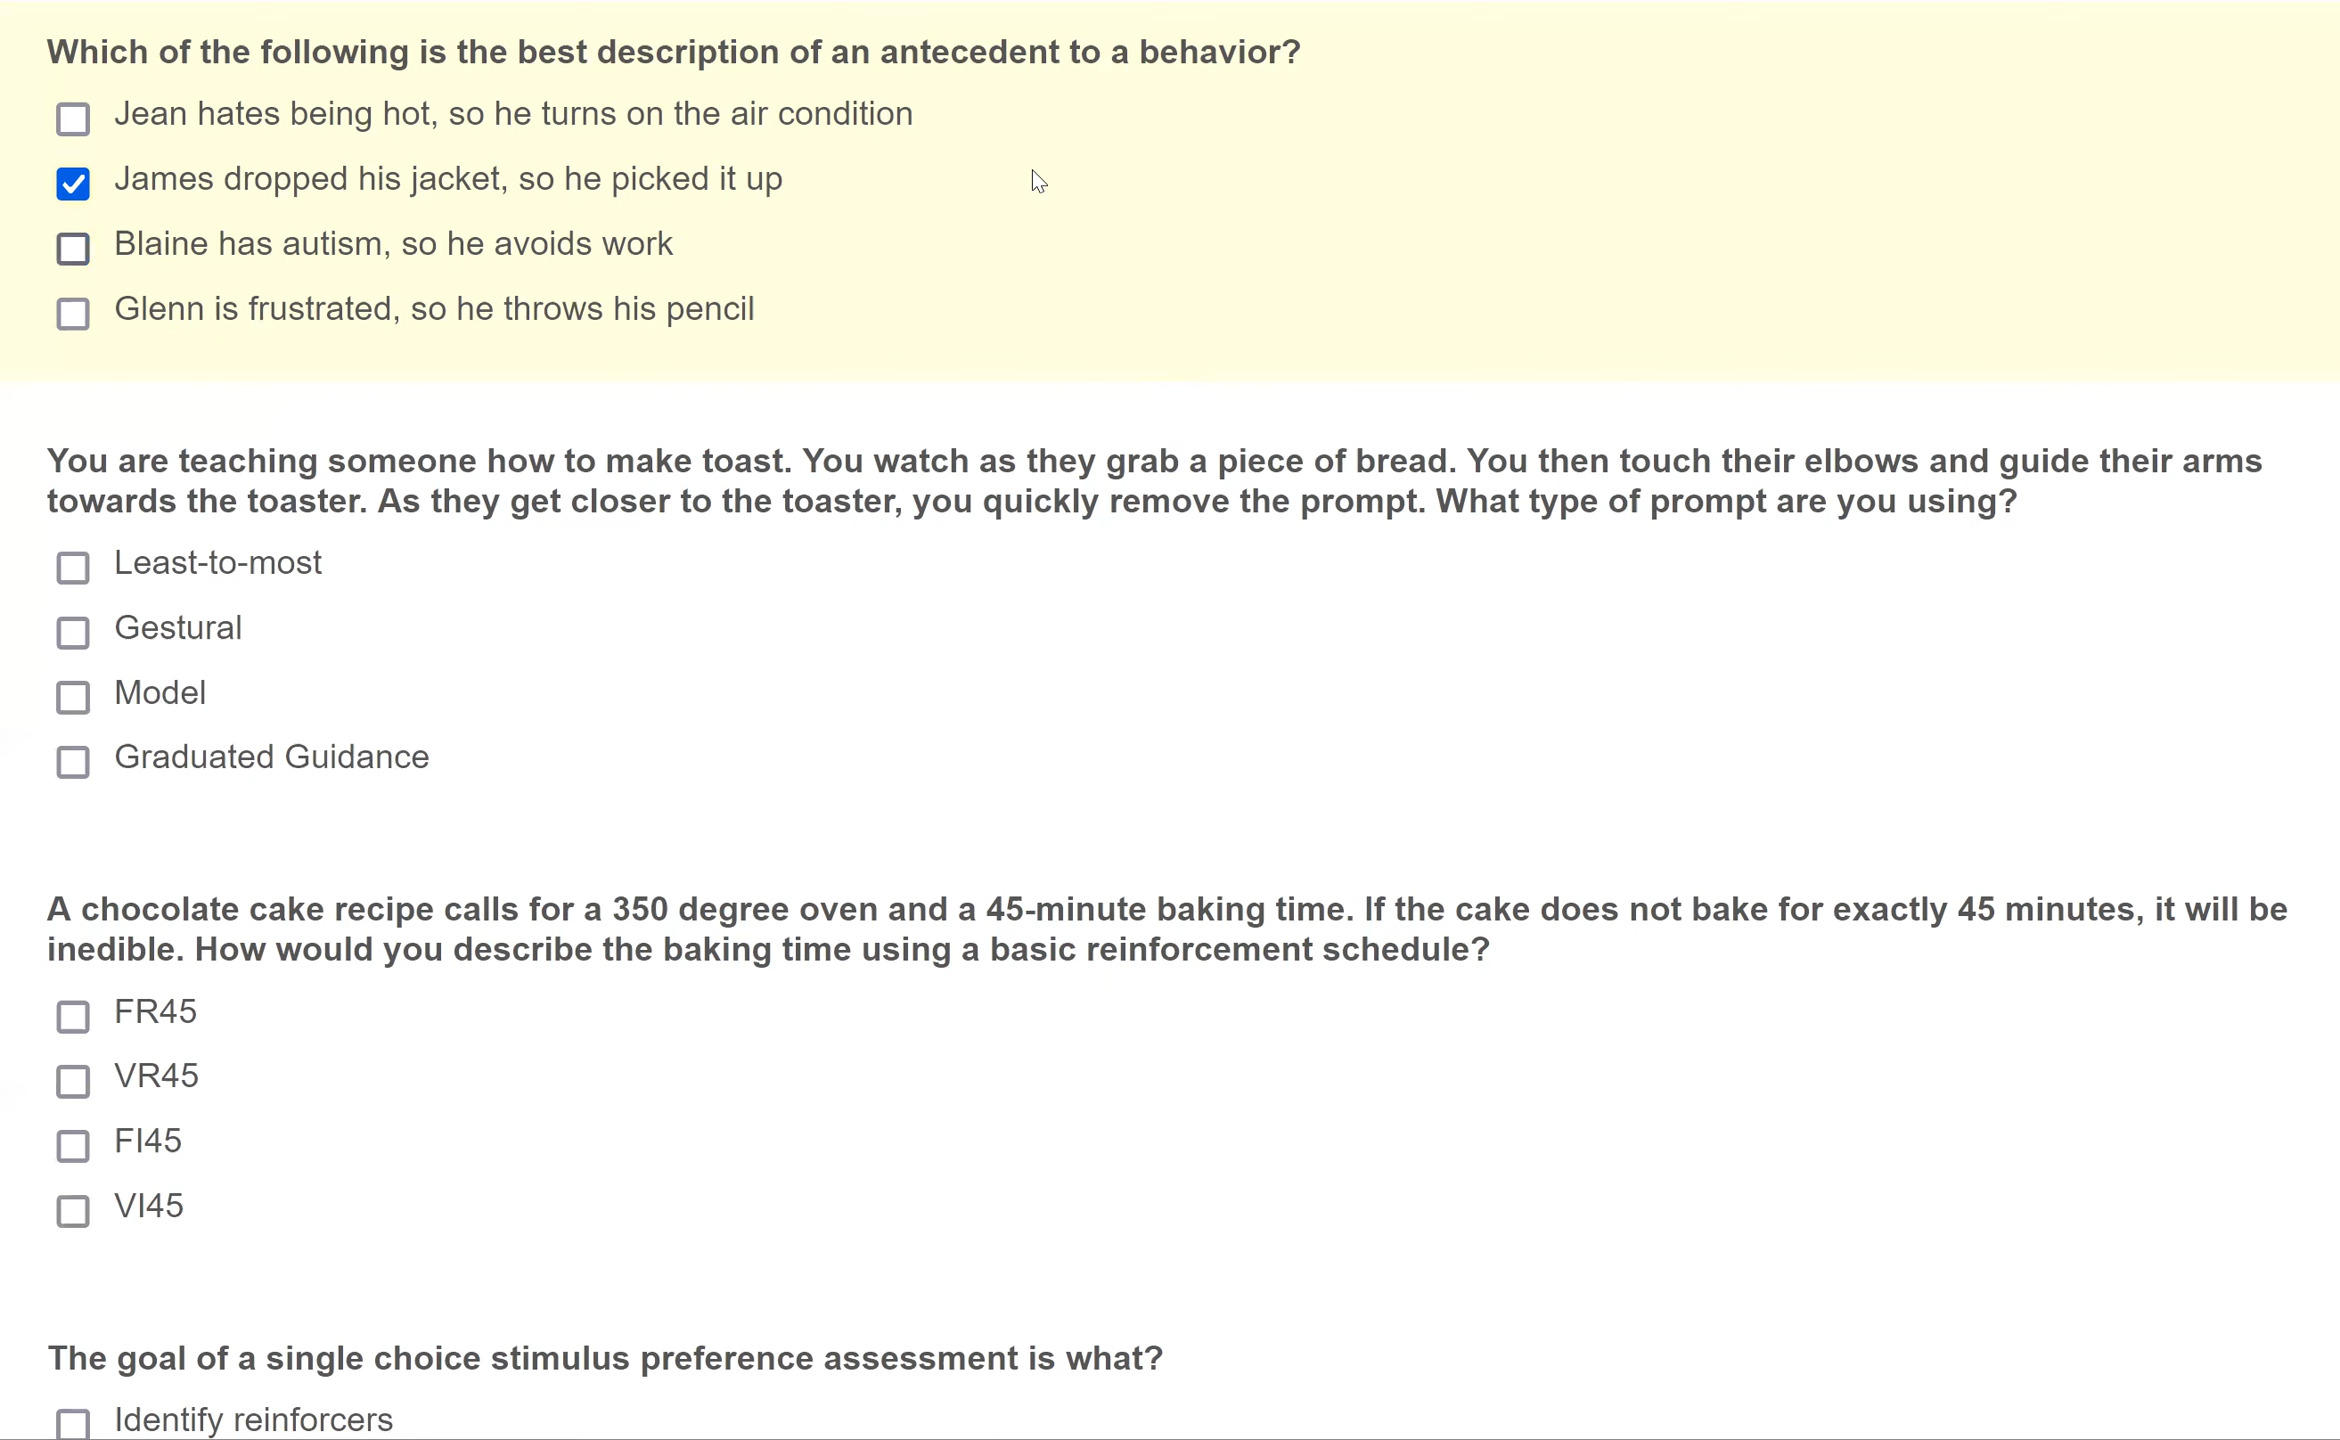 Which of the following is the best description of an antecedent to a behavior?
Jean hates being hot, so he turns on the air condition
James dropped his jacket, so he picked it up
Blaine has autism, so he avoids work
Glenn is frustrated, so he throws his pencil
You are teaching someone how to make toast. You watch as they grab a piece of bread. You then touch their elbows and guide their arms
towards the toaster. As they get closer to the toaster, you quickly remove the prompt. What type of prompt are you using?
Least-to-most
Gestural
Model
Graduated Guidance
A chocolate cake recipe calls for a 350 degree oven and a 45-minute baking time. If the cake does not bake for exactly 45 minutes, it will be
inedible. How would you describe the baking time using a basic reinforcement schedule?
FR45
VR45
FI45
VI45
The goal of a single choice stimulus preference assessment is what?
Identify reinforcers